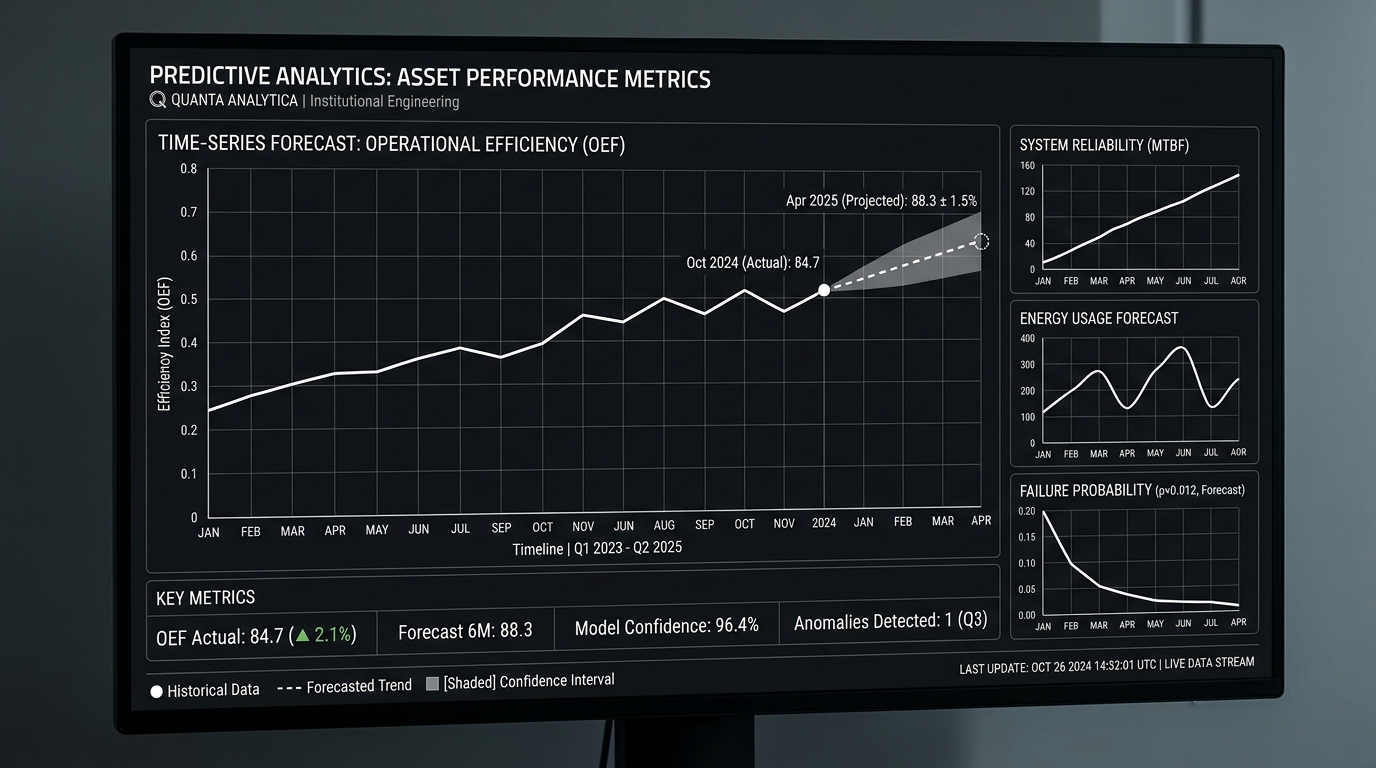 PREDICTIVE ANALYTICS: ASSET PERFORMANCE METRICS
QUANTA ANALYTICA | Institutional Engineering
TIME-SERIES FORECAST: OPERATIONAL EFFICIENCY (OEF)
Efficiency Index (OEF)
0.8
0.7
0.6
0.5
0.4
0.3
0.2
0.1
0
Apr 2025 (Projected): 88.3 ± 1.5%
Oct 2024 (Actual): 84.7
JAN FEB MAR APR MAY JUN JUL SEP OCT NOV JUN AUG SEP OCT NOV 2024 JAN FEB MAR APR
Timeline | Q1 2023 - Q2 2025
SYSTEM RELIABILITY (MTBF)
160
120
80
40
0
JAN FEB MAR APR MAY JUN JUL AOR
ENERGY USAGE FORECAST
400
300
200
100
0
JAN FEB MAR APR MAY JUN JUL AOR
FAILURE PROBABILITY (pv0.012, Forecast)
0.20
0.15
0.10
0.05
0.00
JAN FEB MAR APR MAY JUN JUL APR
KEY METRICS
OEF Actual: 84.7 (▲ 2.1%)
Forecast 6M: 88.3
Model Confidence: 96.4%
Anomalies Detected: 1 (Q3)
Historical Data
Forecasted Trend
[Shaded] Confidence Interval
LAST UPDATE: OCT 26 2024 14:52:01 UTC | LIVE DATA STREAM